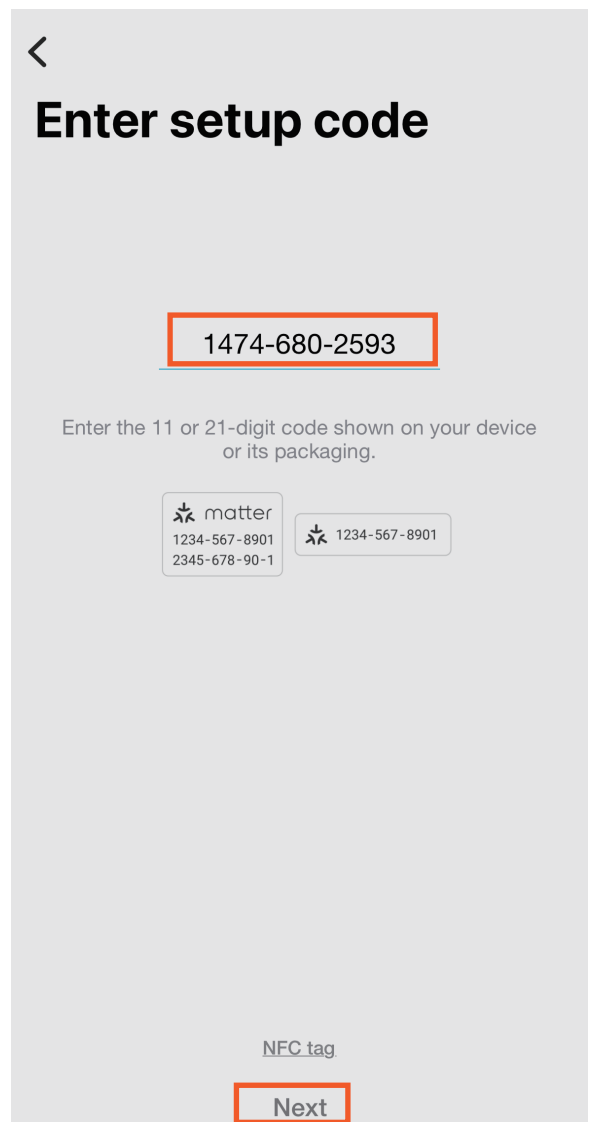 Enter setup code
1474-680-2593
Enter the 11 or 21-digit code shown on your device
or its packaging.
matter
1234-567-8901
2345-678-90-1
1234-567-8901
NFC tag
Next